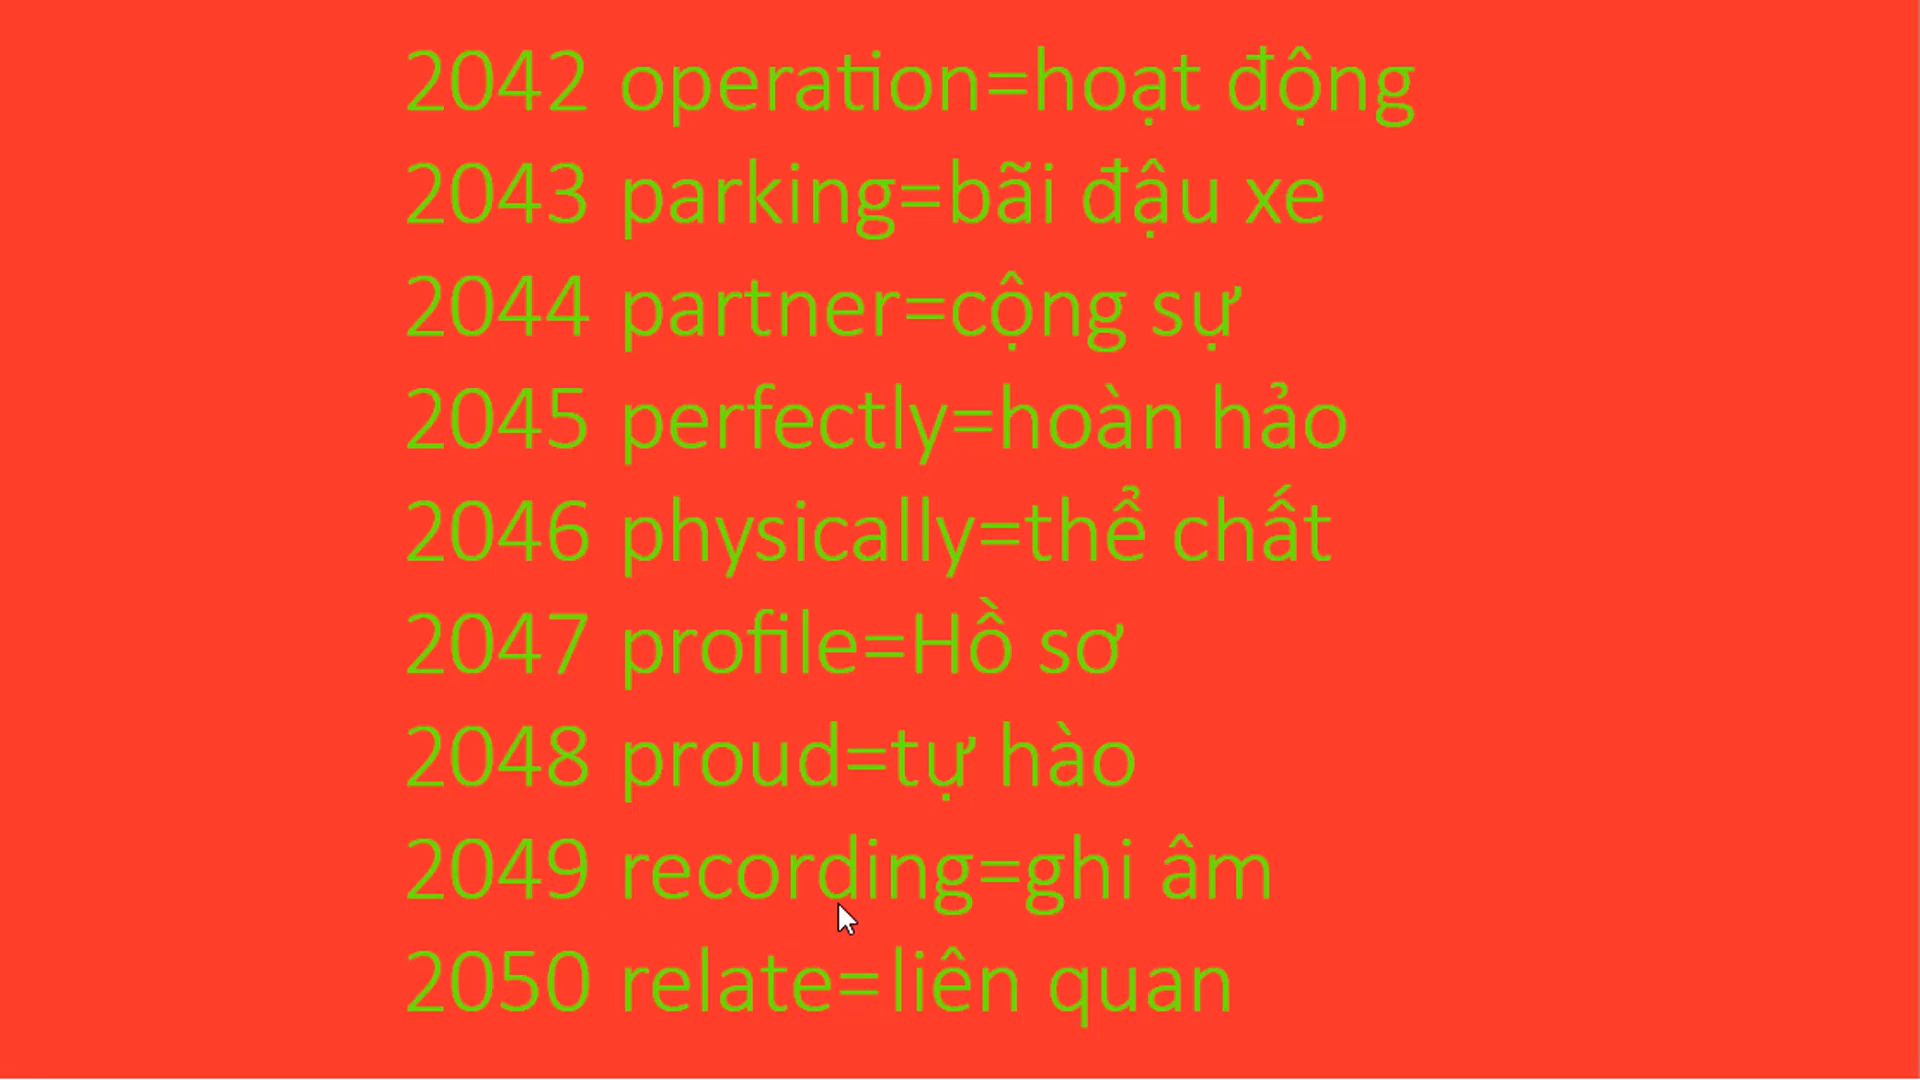 2042 operation=hoạt động
2043 parking=bãi đậu xe
2044 partner=cộng sự
2045 perfectly=hoàn hảo
2046 physically=thể chất
2047 profile=Hồ sơ
2048 proud=tự hào
2049 recording=ghi âm
2050 relate=liên quan